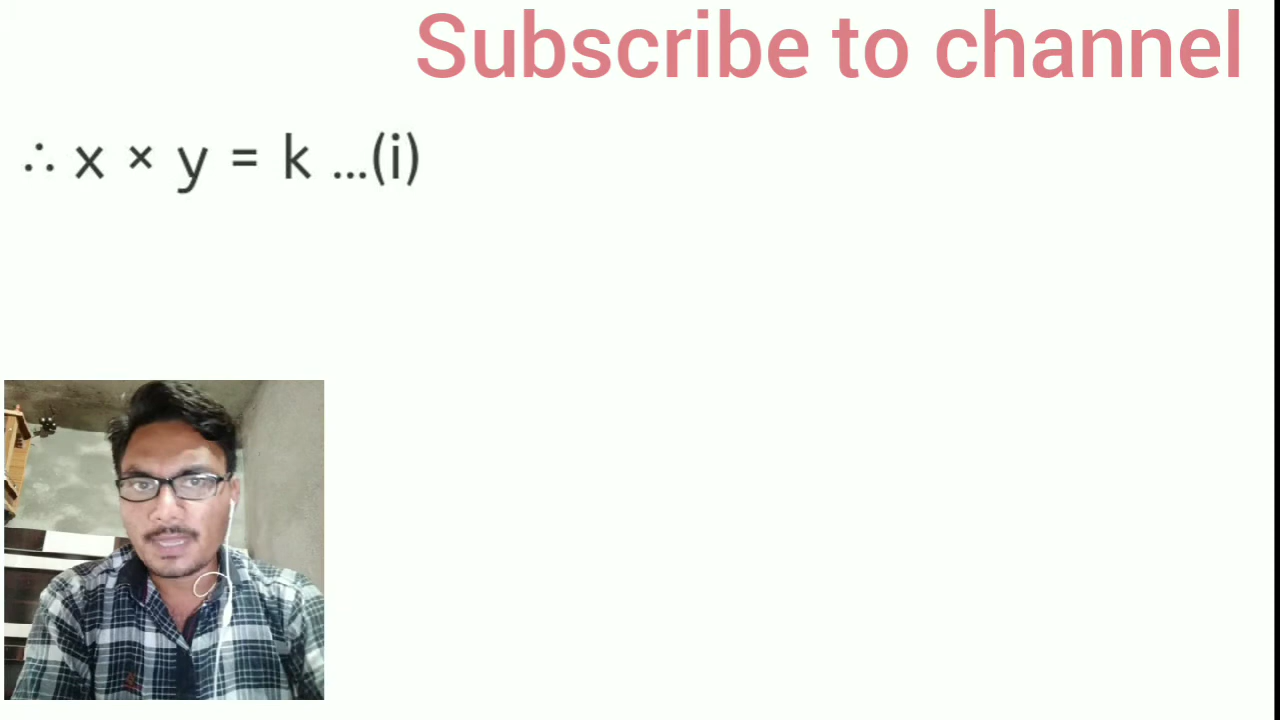 Subscribe to channel
∴ x × y = k ...(i)